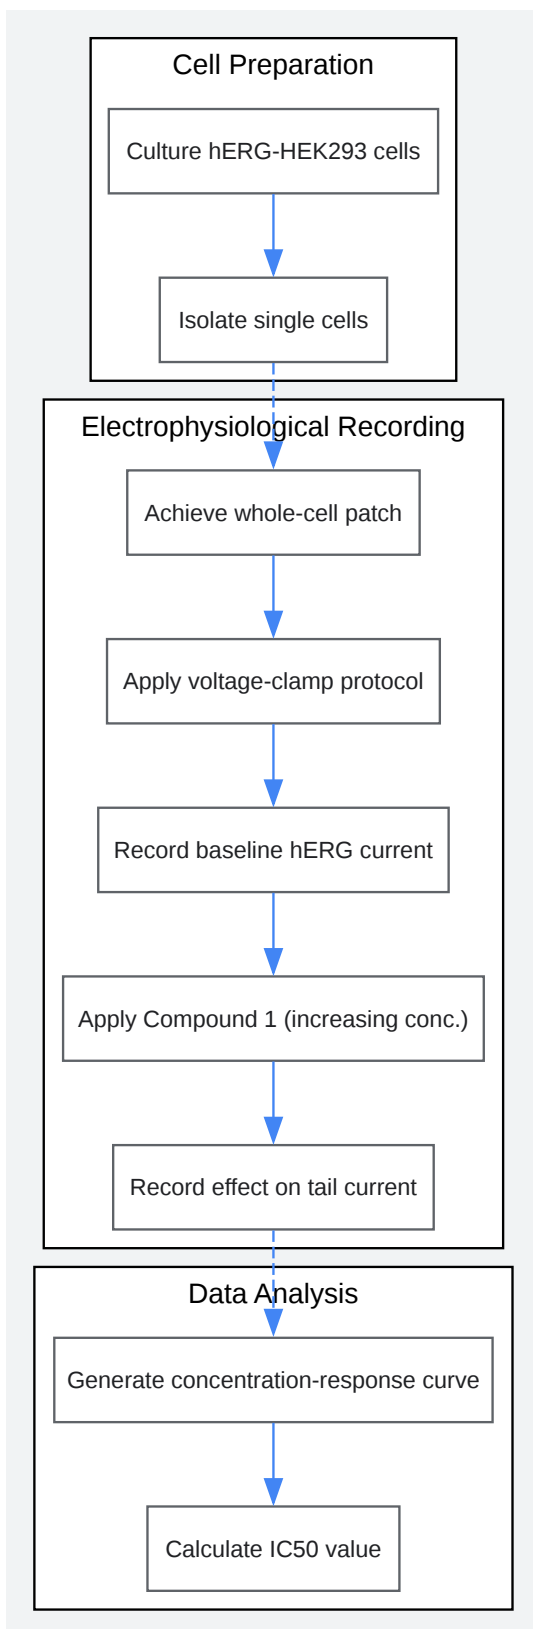 Cell Preparation
Culture hERG-HEK293 cells
Isolate single cells
Electrophysiological Recording
Achieve whole-cell patch
Apply voltage-clamp protocol
Record baseline hERG current
Apply Compound 1 (increasing conc.)
Record effect on tail current
Data Analysis
Generate concentration-response curve
Calculate IC50 value